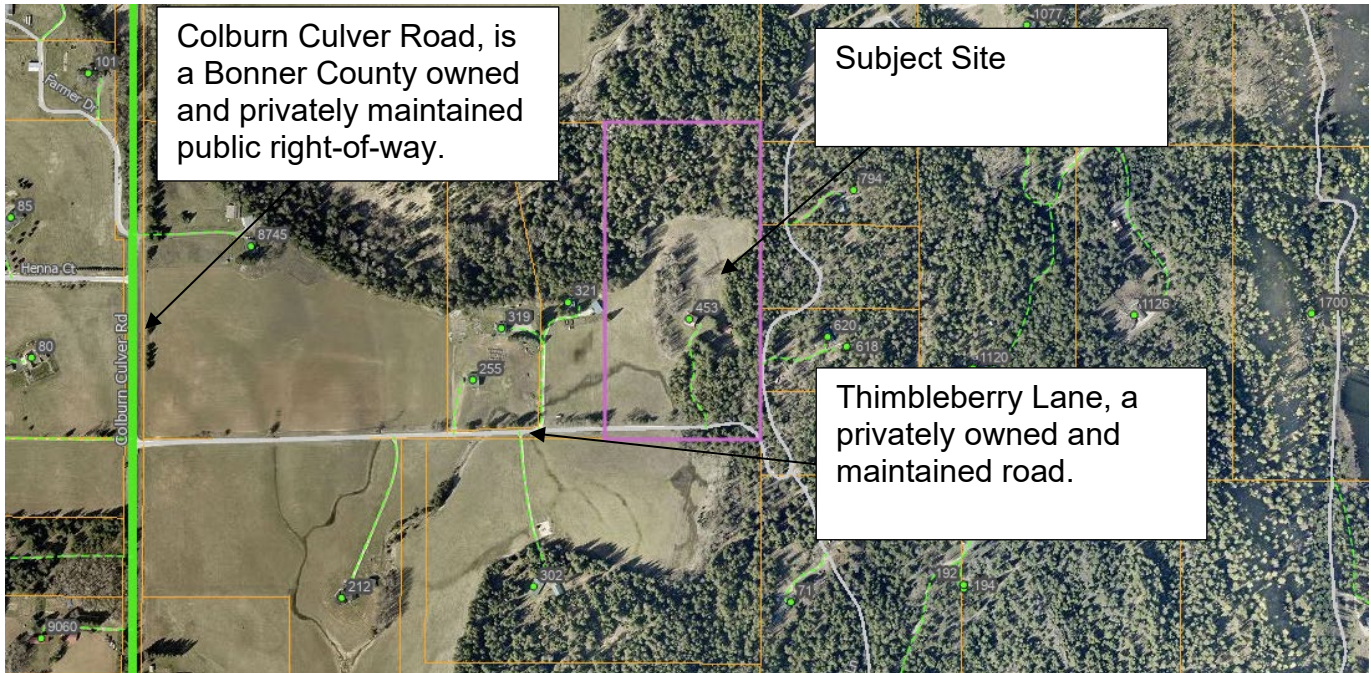 Colburn Culver Road, is
a Bonner County owned
and privately maintained
public right-of-way.
Subject Site
1077
101
Farmer Dr
794
85
8745
Henna Ct
453
321
319
1126
1700
Colburn Culver Rd
80
620
618
255
1120
Thimbleberry Lane, a
privately owned and
maintained road.
212
302
192
194
71
9060